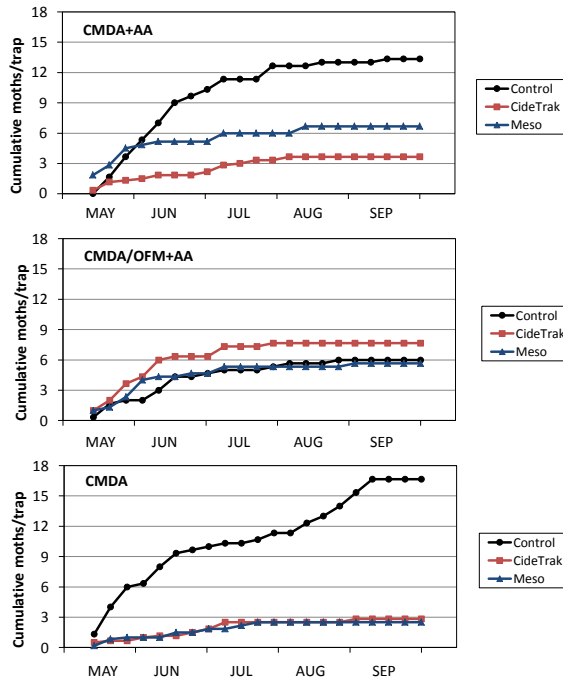 CMDA+AA
Cumulative moths/trap
18
15
12
9
6
3
0
MAY JUN JUL AUG SEP
Control
CideTrak
Meso
CMDA/OFM+AA
Cumulative moths/trap
18
15
12
9
6
3
0
MAY JUN JUL AUG SEP
Control
CideTrak
Meso
CMDA
Cumulative moths/trap
18
15
12
9
6
3
0
MAY JUN JUL AUG SEP
Control
CideTrak
Meso